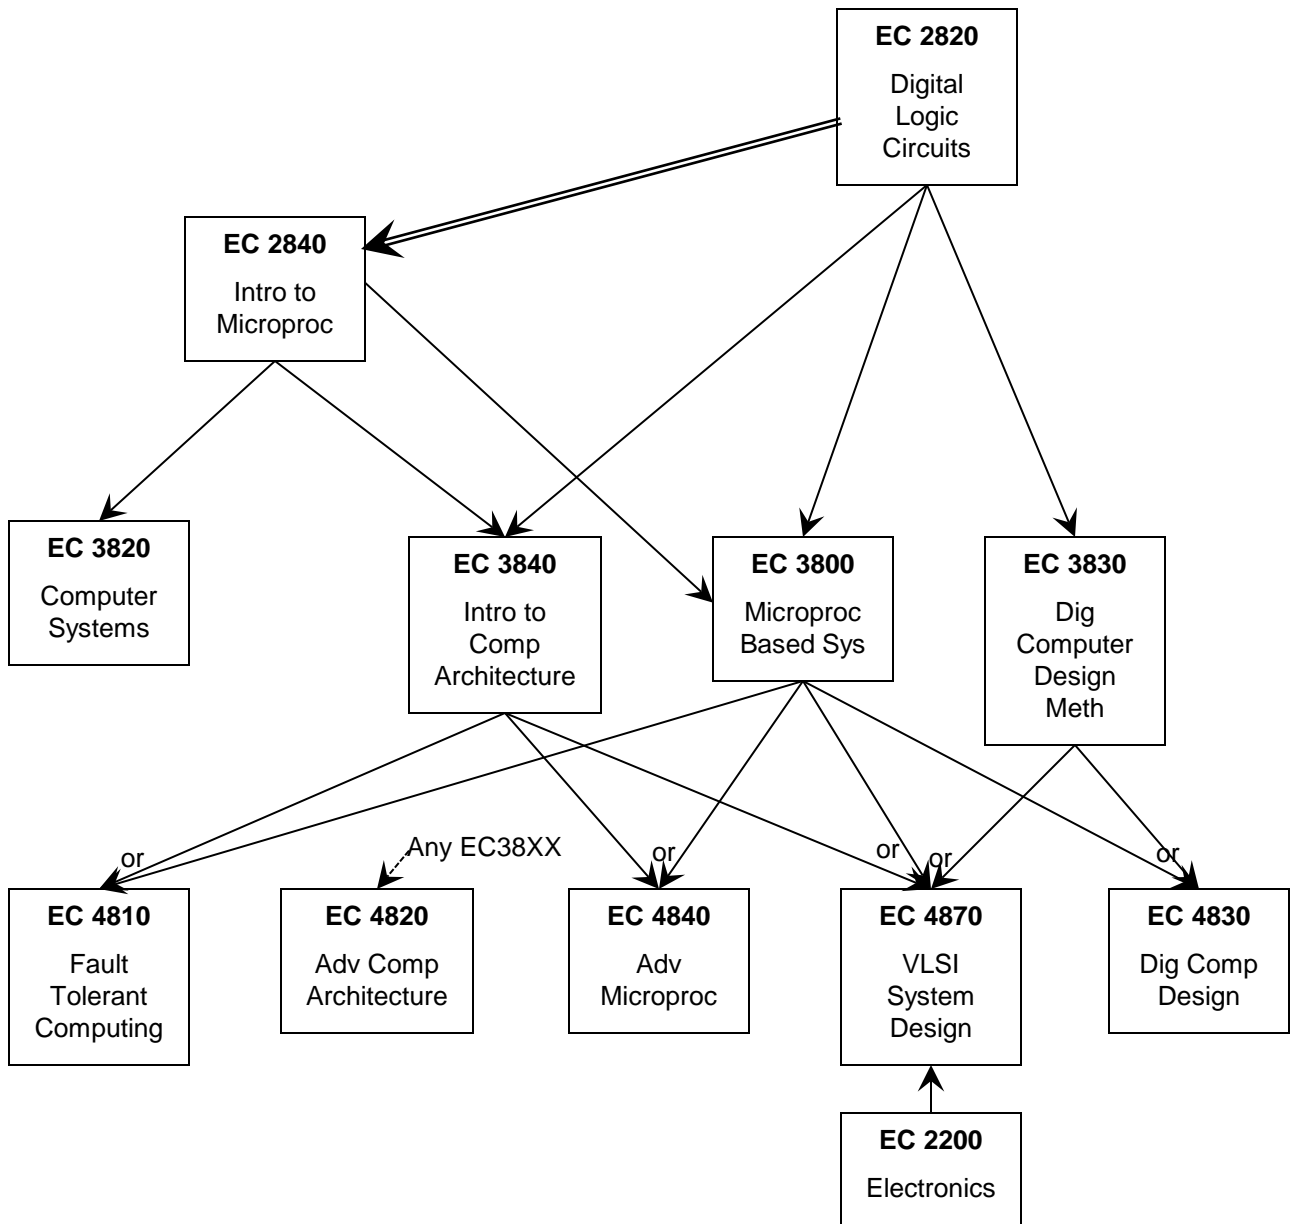 EC 2820
Digital
Logic
Circuits
EC 2840
Intro to
Microproc
EC 3820
Computer
Systems
EC 3840
Intro to
Comp
Architecture
EC 3800
Microproc
Based Sys
EC 3830
Dig
Computer
Design
Meth
or
Any EC38XX
or
or
or
or
EC 4810
Fault
Tolerant
Computing
EC 4820
Adv Comp
Architecture
EC 4840
Adv
Microproc
EC 4870
VLSI
System
Design
EC 4830
Dig Comp
Design
EC 2200
Electronics